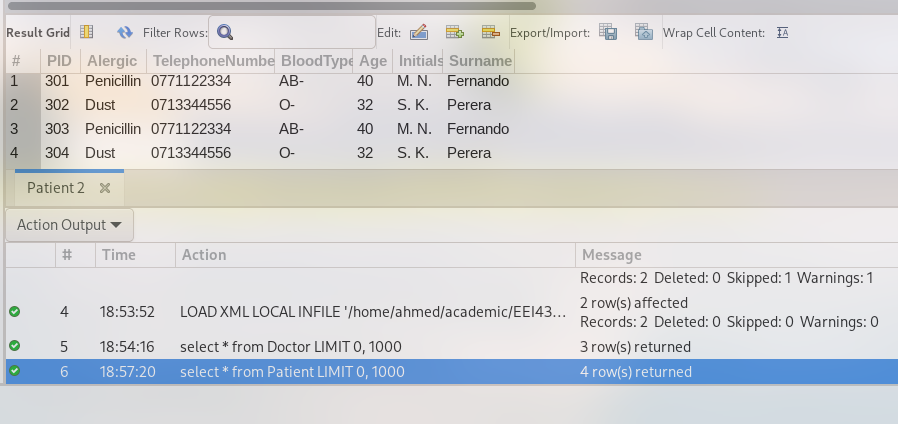 Result Grid Filter Rows: Edit: Export/Import: Wrap Cell Content: IA
# PID Alergic TelephoneNumbe BloodType Age Initials Surname
1 301 Penicillin 0771122334 AB- 40 M. N. Fernando
2 302 Dust 0713344556 O- 32 S. K. Perera
3 303 Penicillin 0771122334 AB- 40 M. N. Fernando
4 304 Dust 0713344556 O- 32 S. K. Perera
Patient 2
Action Output
# Time Action Message
Records: 2 Deleted: 0 Skipped: 1 Warnings: 1
4 18:53:52 LOAD XML LOCAL INFILE '/home/ahmed/academic/EEI43... 2 row(s) affected
Records: 2 Deleted: 0 Skipped: 0 Warnings: 0
5 18:54:16 select * from Doctor LIMIT 0, 1000 3 row(s) returned
6 18:57:20 select * from Patient LIMIT 0, 1000 4 row(s) returned